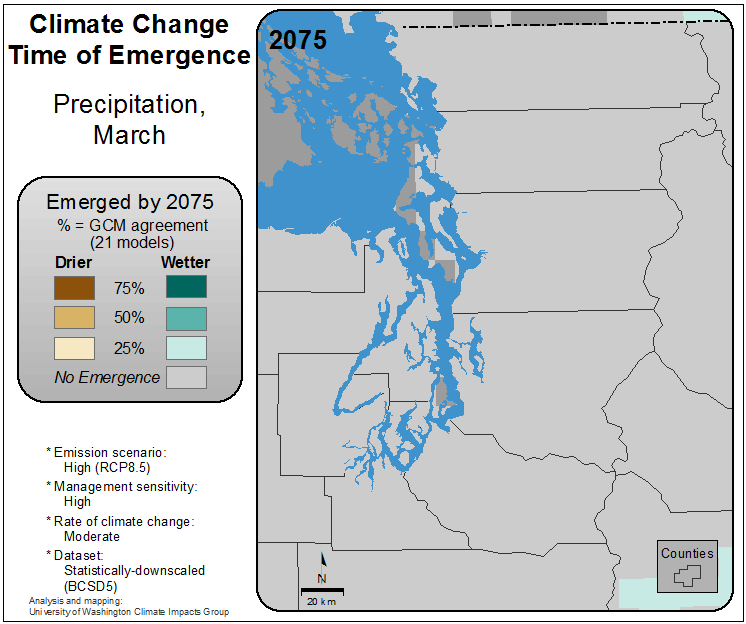 Climate Change
Time of Emergence
Precipitation,
March
Emerged by 2075
% = GCM agreement
(21 models)
Drier Wetter
75%
50%
25%
No Emergence
* Emission scenario:
High (RCP8.5)
* Management sensitivity:
High
* Rate of climate change:
Moderate
* Dataset:
Statistically-downscaled
(BCSD5)
Analysis and mapping:
University of Washington Climate Impacts Group
2075
N
20 km
Counties